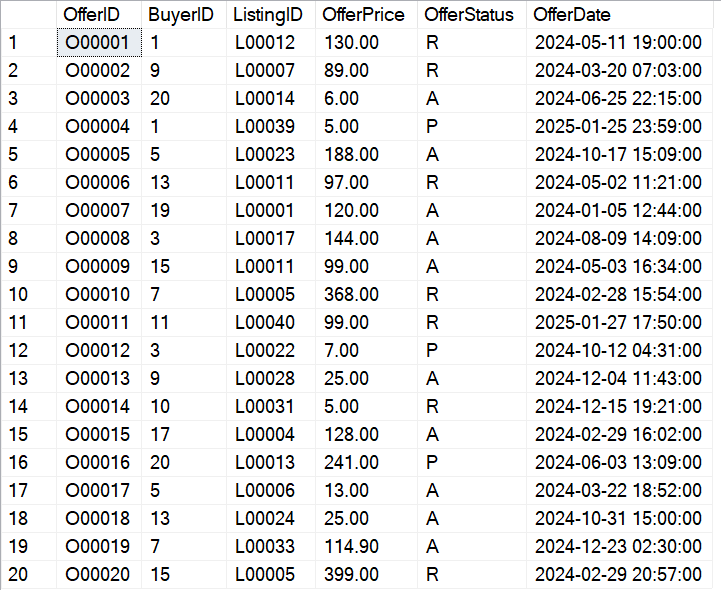 OfferID BuyerID ListingID OfferPrice OfferStatus OfferDate
1 O00001 1 L00012 130.00 R 2024-05-11 19:00:00
2 O00002 9 L00007 89.00 R 2024-03-20 07:03:00
3 O00003 20 L00014 6.00 A 2024-06-25 22:15:00
4 O00004 1 L00039 5.00 P 2025-01-25 23:59:00
5 O00005 5 L00023 188.00 A 2024-10-17 15:09:00
6 O00006 13 L00011 97.00 R 2024-05-02 11:21:00
7 O00007 19 L00001 120.00 A 2024-01-05 12:44:00
8 O00008 3 L00017 144.00 A 2024-08-09 14:09:00
9 O00009 15 L00011 99.00 A 2024-05-03 16:34:00
10 O00010 7 L00005 368.00 R 2024-02-28 15:54:00
11 O00011 11 L00040 99.00 R 2025-01-27 17:50:00
12 O00012 3 L00022 7.00 P 2024-10-12 04:31:00
13 O00013 9 L00028 25.00 A 2024-12-04 11:43:00
14 O00014 10 L00031 5.00 R 2024-12-15 19:21:00
15 O00015 17 L00004 128.00 A 2024-02-29 16:02:00
16 O00016 20 L00013 241.00 P 2024-06-03 13:09:00
17 O00017 5 L00006 13.00 A 2024-03-22 18:52:00
18 O00018 13 L00024 25.00 A 2024-10-31 15:00:00
19 O00019 7 L00033 114.90 A 2024-12-23 02:30:00
20 O00020 15 L00005 399.00 R 2024-02-29 20:57:00